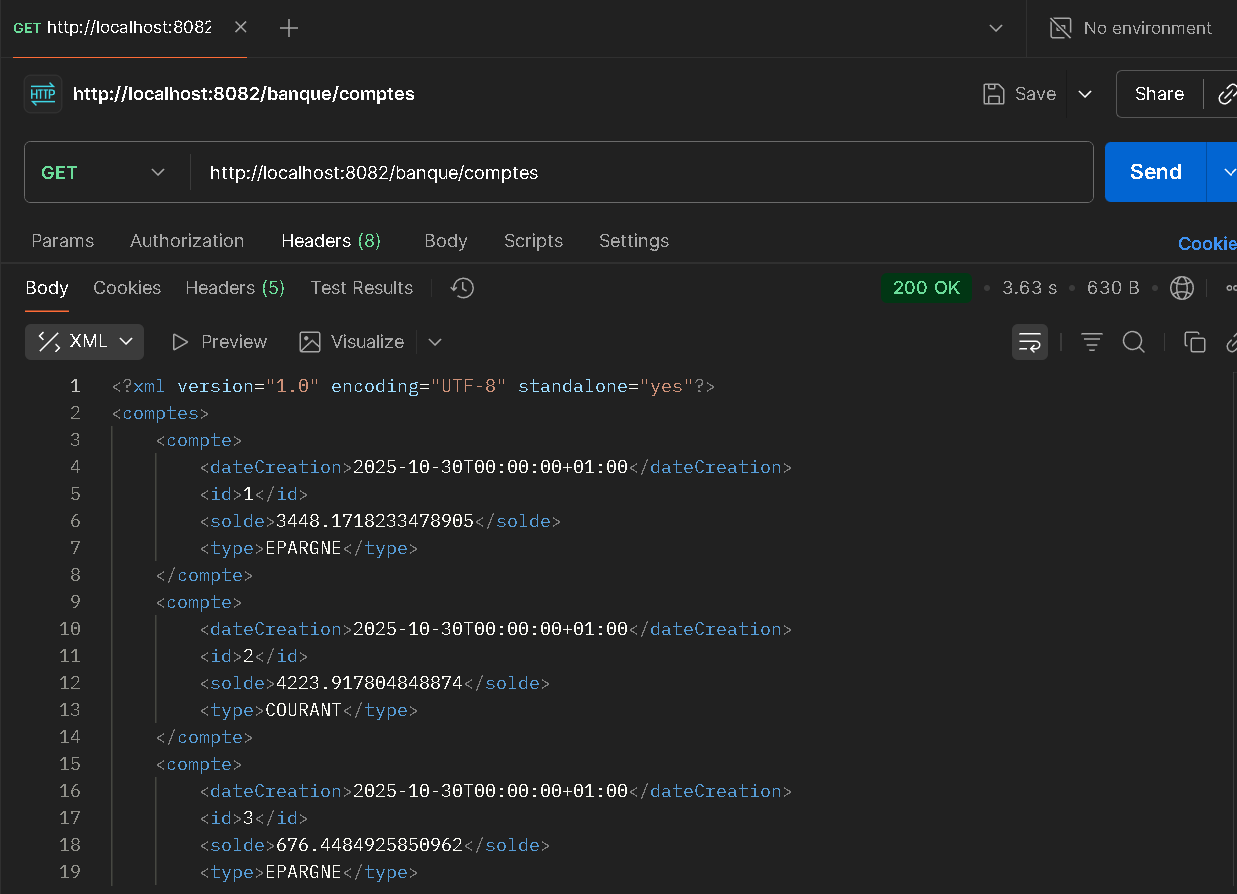 GET http://localhost:8082
No environment
HTTP http://localhost:8082/banque/comptes
Save
Share
GET http://localhost:8082/banque/comptes
Send
Params Authorization Headers (8) Body Scripts Settings
Cookie
Body Cookies Headers (5) Test Results
200 OK • 3.63 s • 630 B •
XML Preview Visualize
1 <?xml version="1.0" encoding="UTF-8" standalone="yes"?>
2 <comptes>
3 <compte>
4 <dateCreation>2025-10-30T00:00:00+01:00</dateCreation>
5 <id>1</id>
6 <solde>3448.1718233478905</solde>
7 <type>EPARGNE</type>
8 </compte>
9 <compte>
10 <dateCreation>2025-10-30T00:00:00+01:00</dateCreation>
11 <id>2</id>
12 <solde>4223.917804848874</solde>
13 <type>COURANT</type>
14 </compte>
15 <compte>
16 <dateCreation>2025-10-30T00:00:00+01:00</dateCreation>
17 <id>3</id>
18 <solde>676.4484925850962</solde>
19 <type>EPARGNE</type>